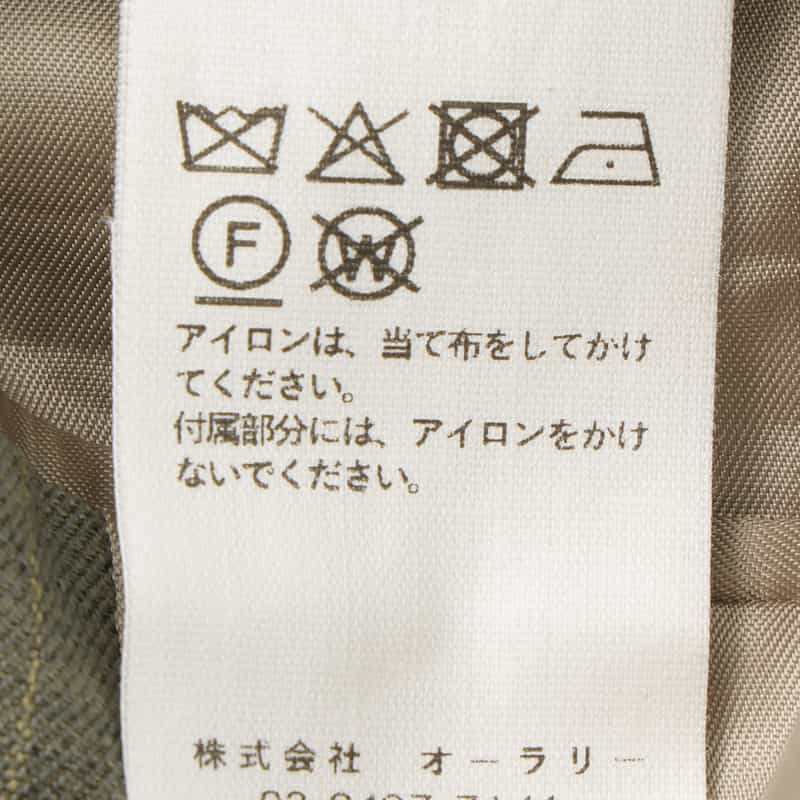 F
W
アイロンは、当て布をしてかけ
てください。
付属部分には、アイロンをかけ
ないでください。
株式会社 オーラリー